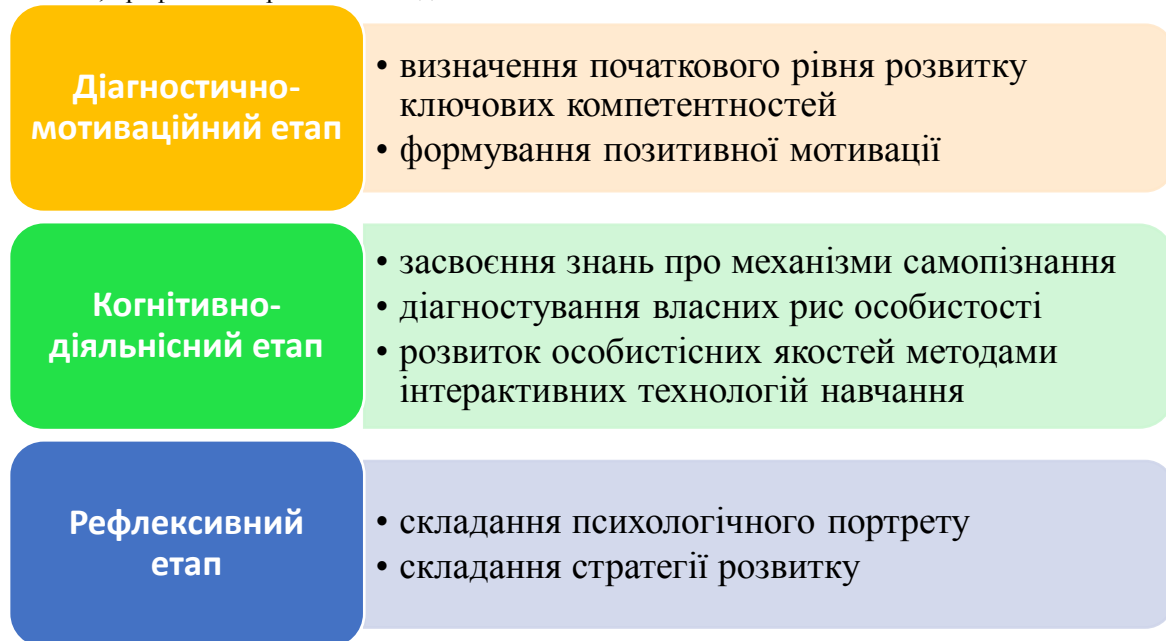 Діагностично-
мотиваційний етап
• визначення початкового рівня розвитку
ключових компетентностей
• формування позитивної мотивації
Когнітивно-
діяльнісний етап
• засвоєння знань про механізми самопізнання
• діагностування власних рис особистості
• розвиток особистісних якостей методами
інтерактивних технологій навчання
Рефлексивний
етап
• складання психологічного портрету
• складання стратегії розвитку